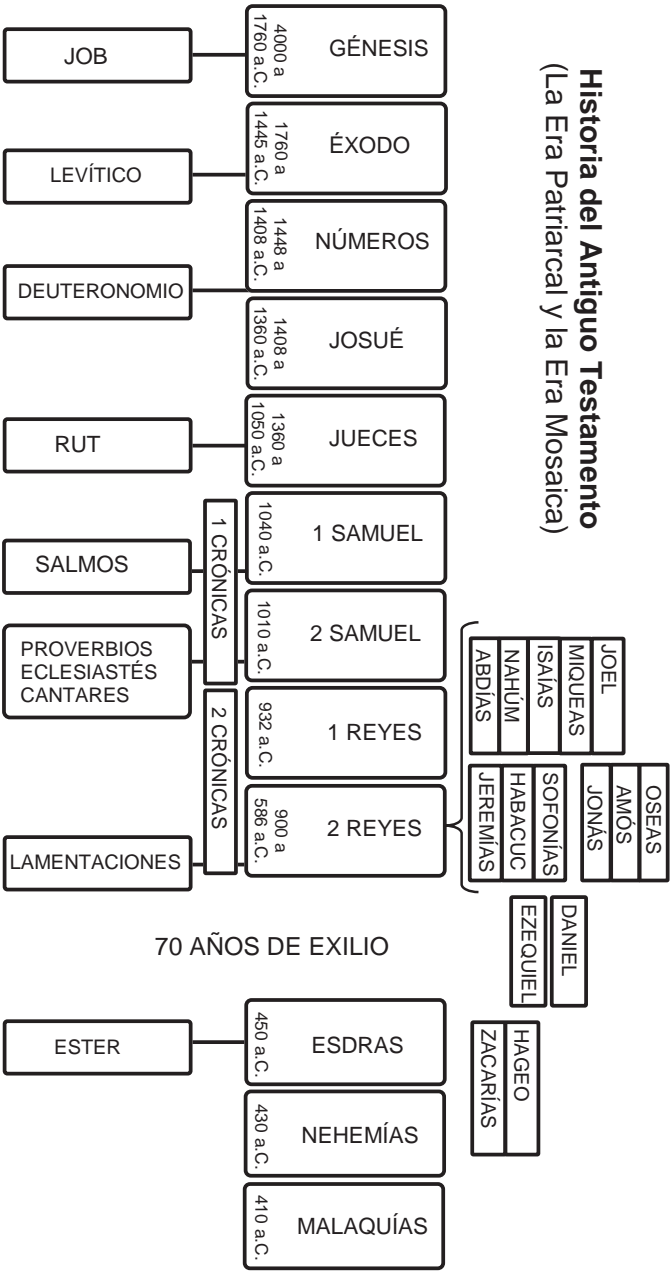 Historia del Antiguo Testamento
(La Era Patriarcal y la Era Mosaica)
GÉNESIS
4000 a
1760 a.C.
JOB
ÉXODO
1760 a
1445 a.C.
LEVÍTICO
NÚMEROS
1448 a
1408 a.C.
DEUTERONOMIO
JOSUÉ
1408 a
1360 a.C.
JUECES
1360 a
1050 a.C.
RUT
1 SAMUEL
1040 a.C.
1 CRÓNICAS
SALMOS
2 SAMUEL
1010 a.C.
PROVERBIOS
ECLESIASTÉS
CANTARES
1 REYES
932 a.C.
2 CRÓNICAS
2 REYES
900 a
586 a.C.
LAMENTACIONES
JOEL
MIQUEAS
ISAÍAS
NAHÚM
ABDÍAS
OSEAS
AMÓS
JONÁS
SOFONÍAS
HABACUC
JEREMÍAS
DANIEL
EZEQUIEL
70 AÑOS DE EXILIO
HAGEO
ZACARÍAS
ESDRAS
450 a.C.
ESTER
NEHEMÍAS
430 a.C.
MALAQUÍAS
410 a.C.